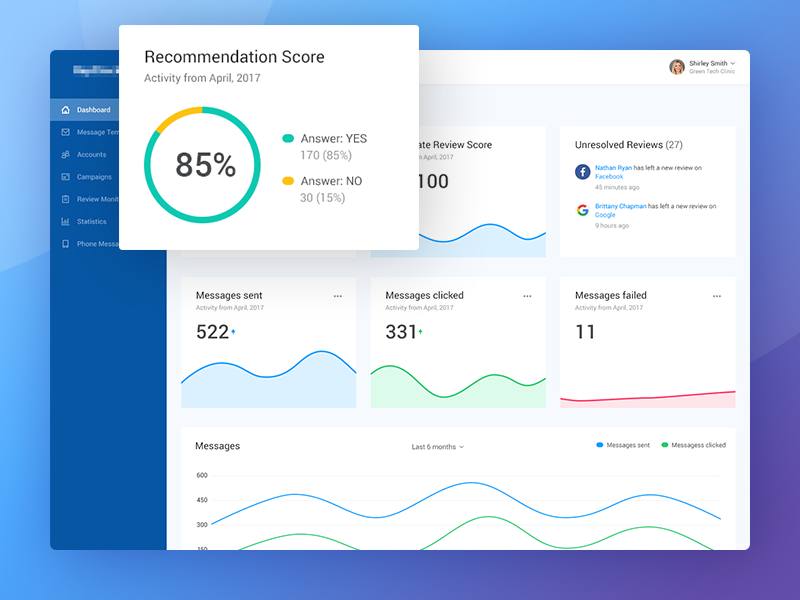 Recommendation Score
Activity from April, 2017
85%
Answer: YES
170 (85%)
Answer: NO
30 (15%)
Shirley Smith
Green Tech Clinic
Dashboard
Message
Accounts
Campaigns
Review
Statistics
Phone
Review Score
April, 2017
100
Unresolved Reviews (27)
Nathan Ryan has left a new review on
Facebook
45 minutes ago
Brittany Chapman has left a new review on
Google
9 hours ago
Messages sent
Activity from April, 2017
522
Messages clicked
Activity from April, 2017
331
Messages failed
Activity from April, 2017
11
Messages
Last 6 months
Messages sent
Messagess clicked
600
450
300
150